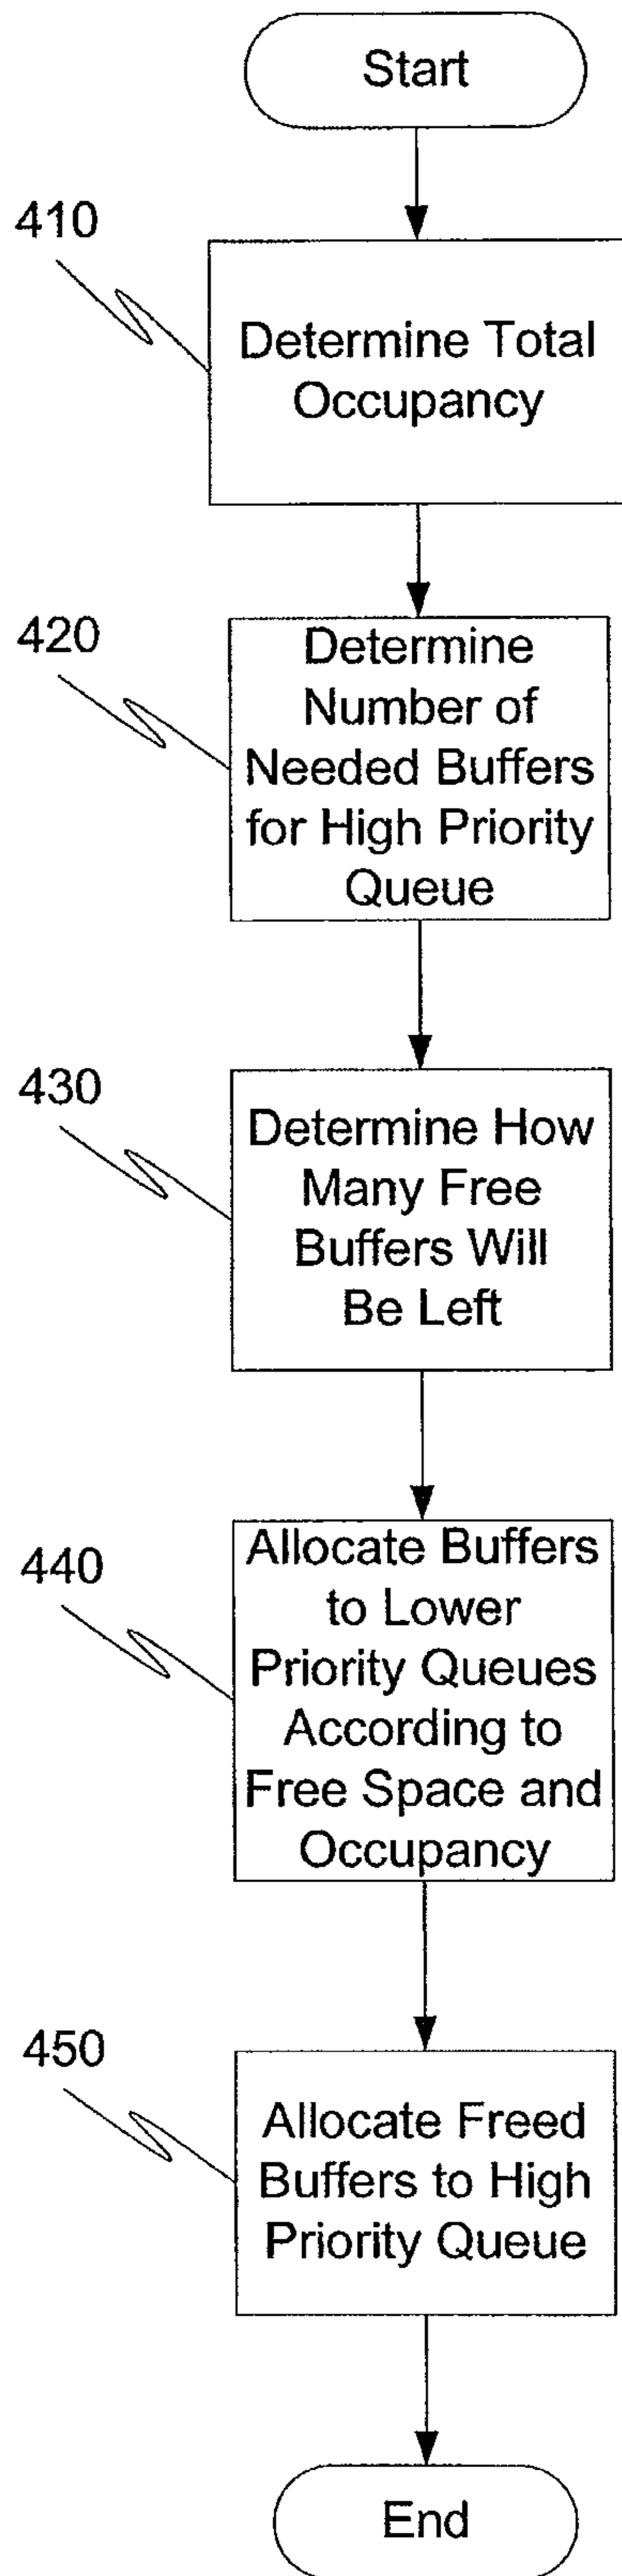 Start
410
Determine Total
Occupancy
420
Determine
Number of
Needed Buffers
for High Priority
Queue
430
Determine How
Many Free
Buffers Will
Be Left
440
Allocate Buffers
to Lower
Priority Queues
According to
Free Space and
Occupancy
450
Allocate Freed
Buffers to High
Priority Queue
End